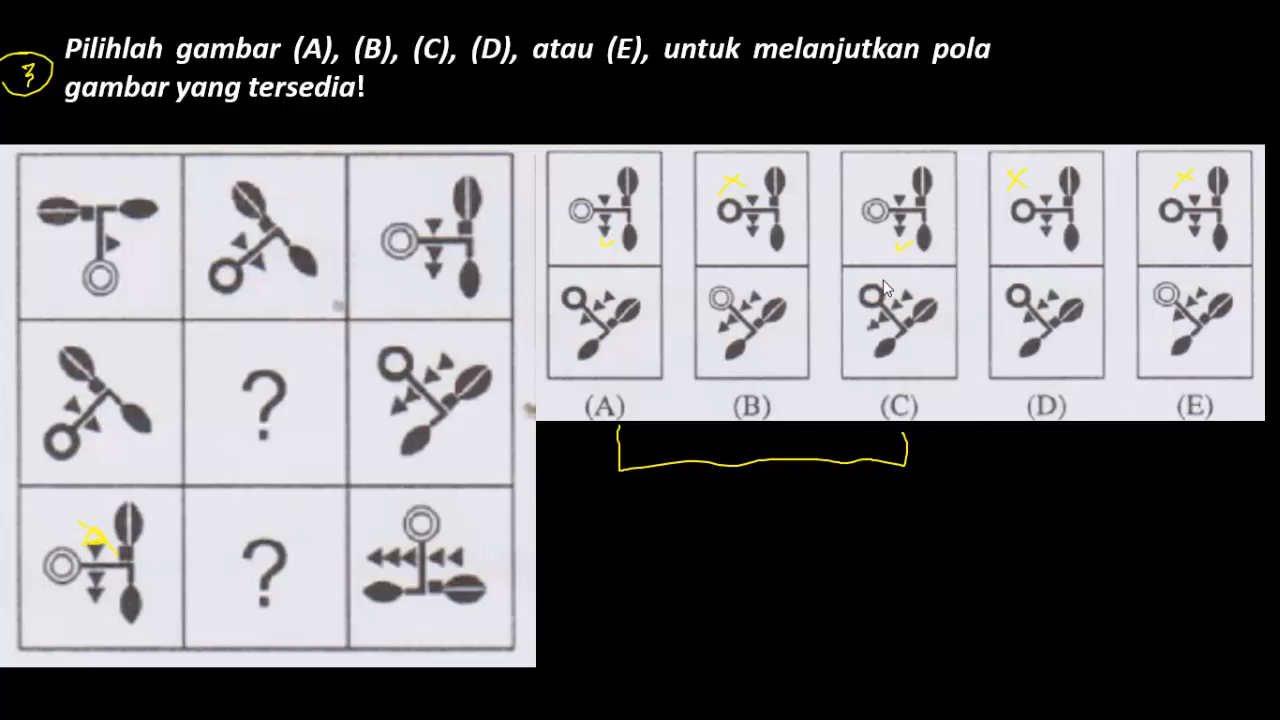 Pilihlah gambar (A), (B), (C), (D), atau (E), untuk melanjutkan pola
3
gambar yang tersedia!
?
?
(A) (B) (C) (D) (E)